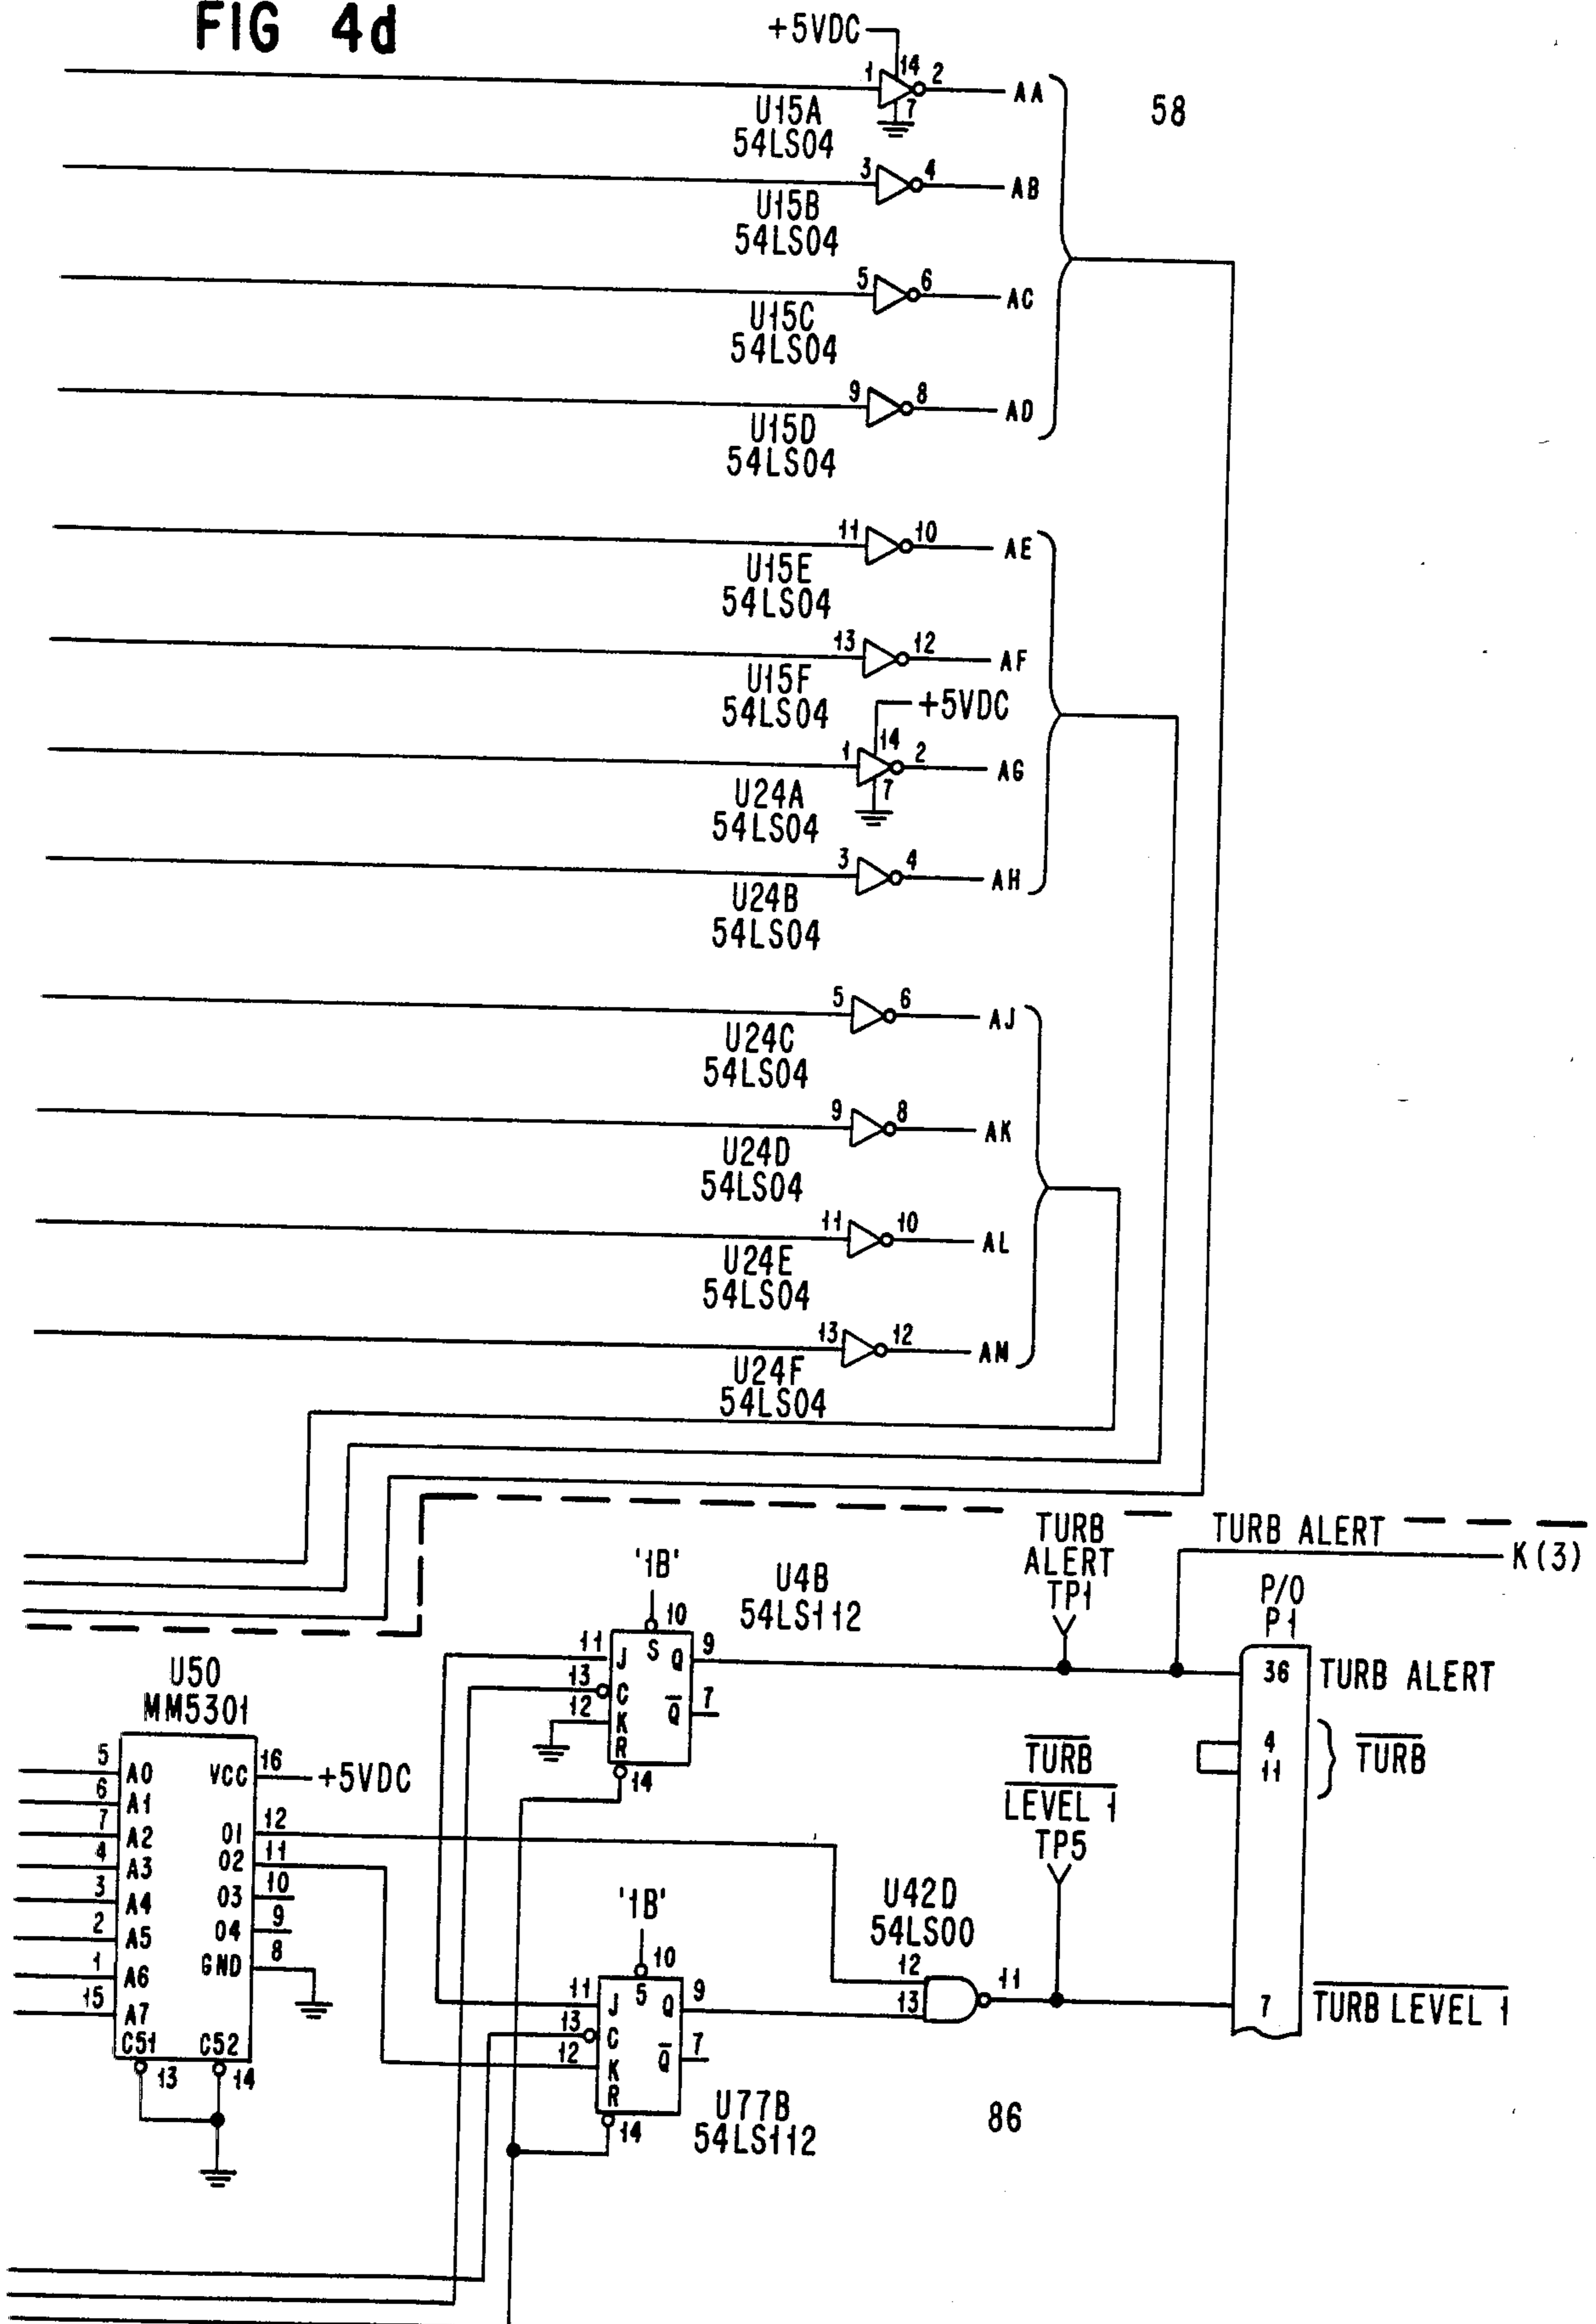 FIG 4d
+5VDC
1 14 2 AA
7
U15A
54LS04
58
3 4 AB
U15B
54LS04
5 6 AC
U15C
54LS04
9 8 AD
U15D
54LS04
11 10 AE
U15E
54LS04
13 12 AF
U15F
54LS04
+5VDC
1 14 2 AG
7
U24A
54LS04
3 4 AH
U24B
54LS04
5 6 AJ
U24C
54LS04
9 8 AK
U24D
54LS04
11 10 AL
U24E
54LS04
13 12 AM
U24F
54LS04
TURB
ALERT
TP1
TURB ALERT
K(3)
P/O
P1
36 TURB ALERT
4
11
TURB
7 TURB LEVEL 1
'1B'
U4B
54LS112
10
11 J S Q 9
13 C
12 K Q 7
R
14
U50
MM5301
5 A0 VCC 16 +5VDC
6 A1
7 A2 01 12
4 A3 02 11
3 A4 03 10
2 A5 04 9
1 A6 GND 8
15 A7
C51 C52
13 14
TURB
LEVEL 1
TP5
U42D
54LS00
12
13
11
'1B'
10
11 J 5 Q 9
13 C
12 K Q 7
R
14
U77B
54LS112
86